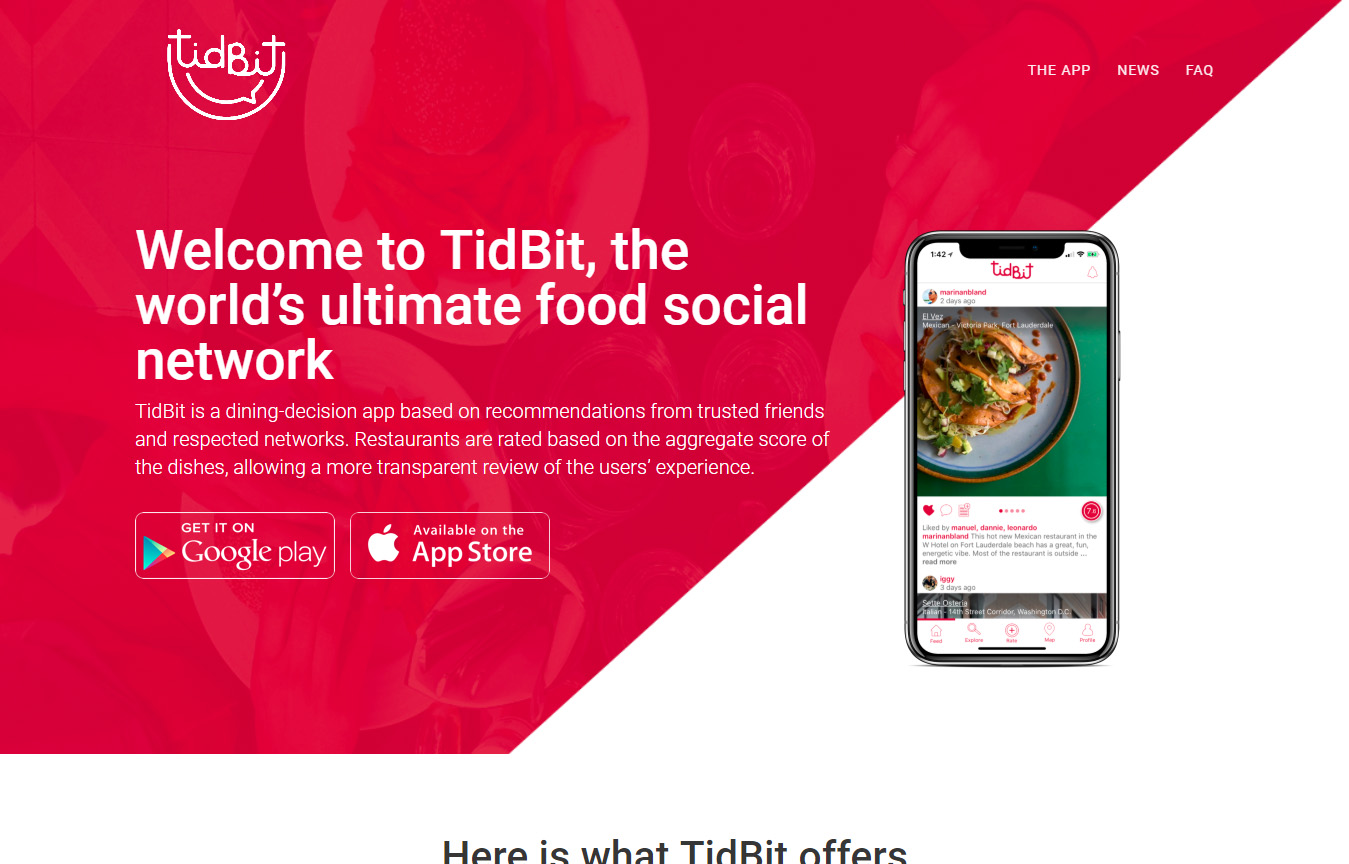 tidBit
THE APP NEWS FAQ
Welcome to TidBit, the
world’s ultimate food social
network
TidBit is a dining-decision app based on recommendations from trusted friends
and respected networks. Restaurants are rated based on the aggregate score of
the dishes, allowing a more transparent review of the users’ experience.
GET IT ON
Google play
Available on the
App Store
1:42
tidBit
marinanbland
2 days ago
El Vez
Mexican - Victoria Park, Fort Lauderdale
Liked by manuel, dannie, leonardo
marinanbland This hot new Mexican restaurant in the
W Hotel on Fort Lauderdale beach has a great, fun,
energetic vibe. Most of the restaurant is outside ...
read more
iggy
3 days ago
Sette Osteria
Italian - 14th Street Corridor, Washington D.C.
Feed Explore Rate Map Profile
Here is what TidBit offers